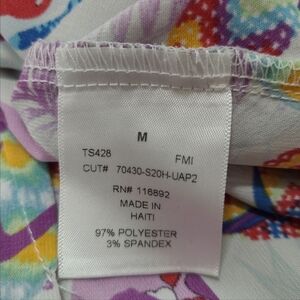 M
TS428 FMI
CUT# 70430-S20H-UAP2
RN# 116892
MADE IN
HAITI
97% POLYESTER
3% SPANDEX